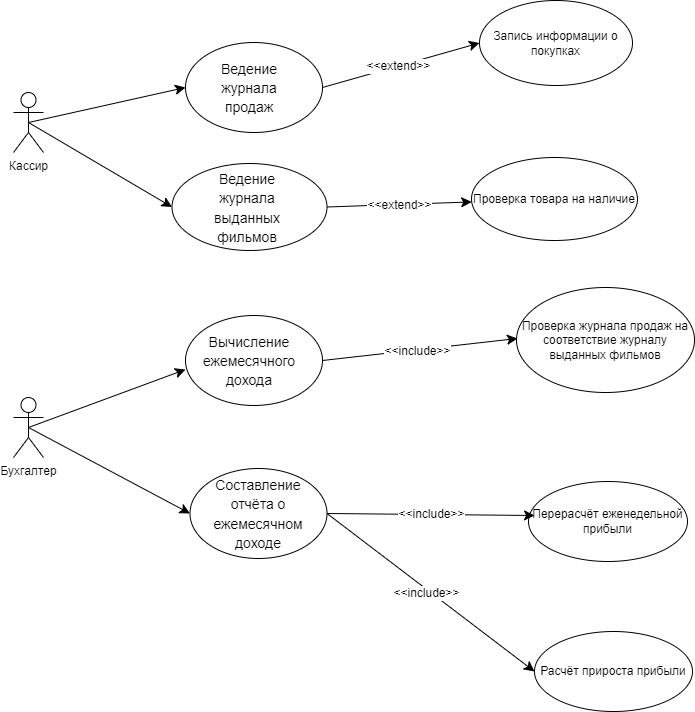 Ведение
журнала
продаж
<<extend>>
Запись информации о
покупках
Кассир
Ведение
журнала
выданных
фильмов
<<extend>>
Проверка товара на наличие
Вычисление
ежемесячного
дохода
<<include>>
Проверка журнала продаж на
соответствие журналу
выданных фильмов
Бухгалтер
Составление
отчёта о
ежемесячном
доходе
<<include>>
Перерасчёт еженедельной
прибыли
<<include>>
Расчёт прироста прибыли